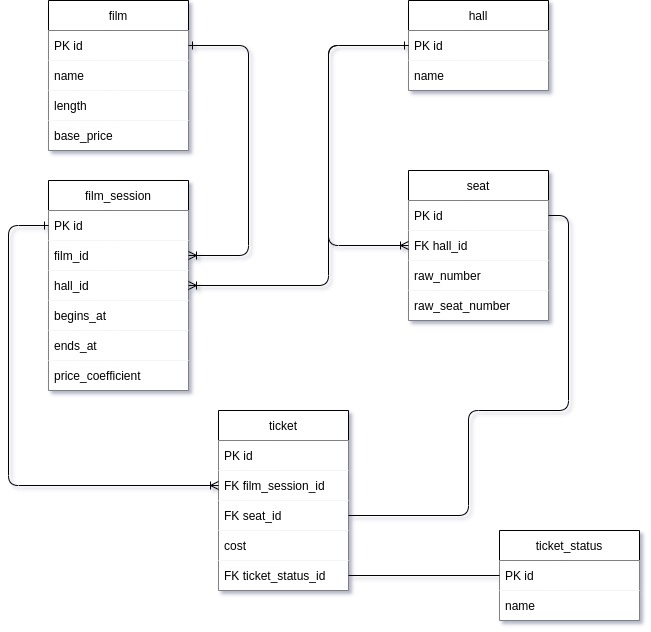 film
PK id
name
length
base_price
hall
PK id
name
film_session
PK id
film_id
hall_id
begins_at
ends_at
price_coefficient
seat
PK id
FK hall_id
raw_number
raw_seat_number
ticket
PK id
FK film_session_id
FK seat_id
cost
FK ticket_status_id
ticket_status
PK id
name